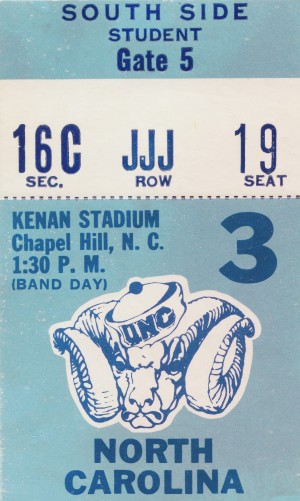 SOUTH SIDE
STUDENT
Gate 5
16C JJJ 19
SEC. ROW SEAT
KENAN STADIUM
Chapel Hill, N. C.
1:30 P. M.
(BAND DAY)
3
UNC
NORTH
CAROLINA